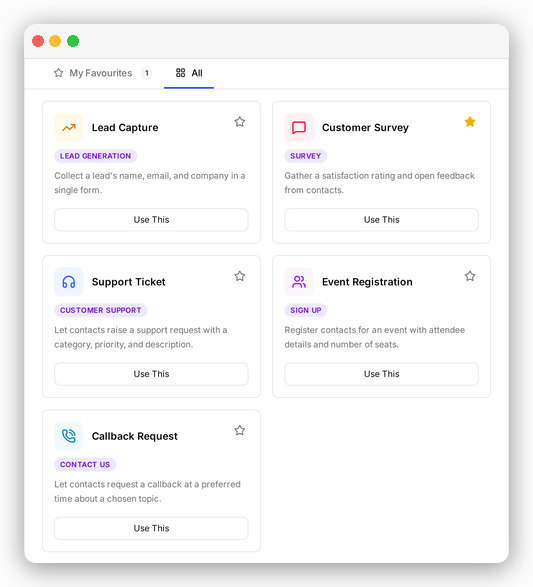 My Favourites 1 All
Lead Capture
LEAD GENERATION
Collect a lead's name, email, and company in a
single form.
Use This
Customer Survey
SURVEY
Gather a satisfaction rating and open feedback
from contacts.
Use This
Support Ticket
CUSTOMER SUPPORT
Let contacts raise a support request with a
category, priority, and description.
Use This
Event Registration
SIGN UP
Register contacts for an event with attendee
details and number of seats.
Use This
Callback Request
CONTACT US
Let contacts request a callback at a preferred
time about a chosen topic.
Use This